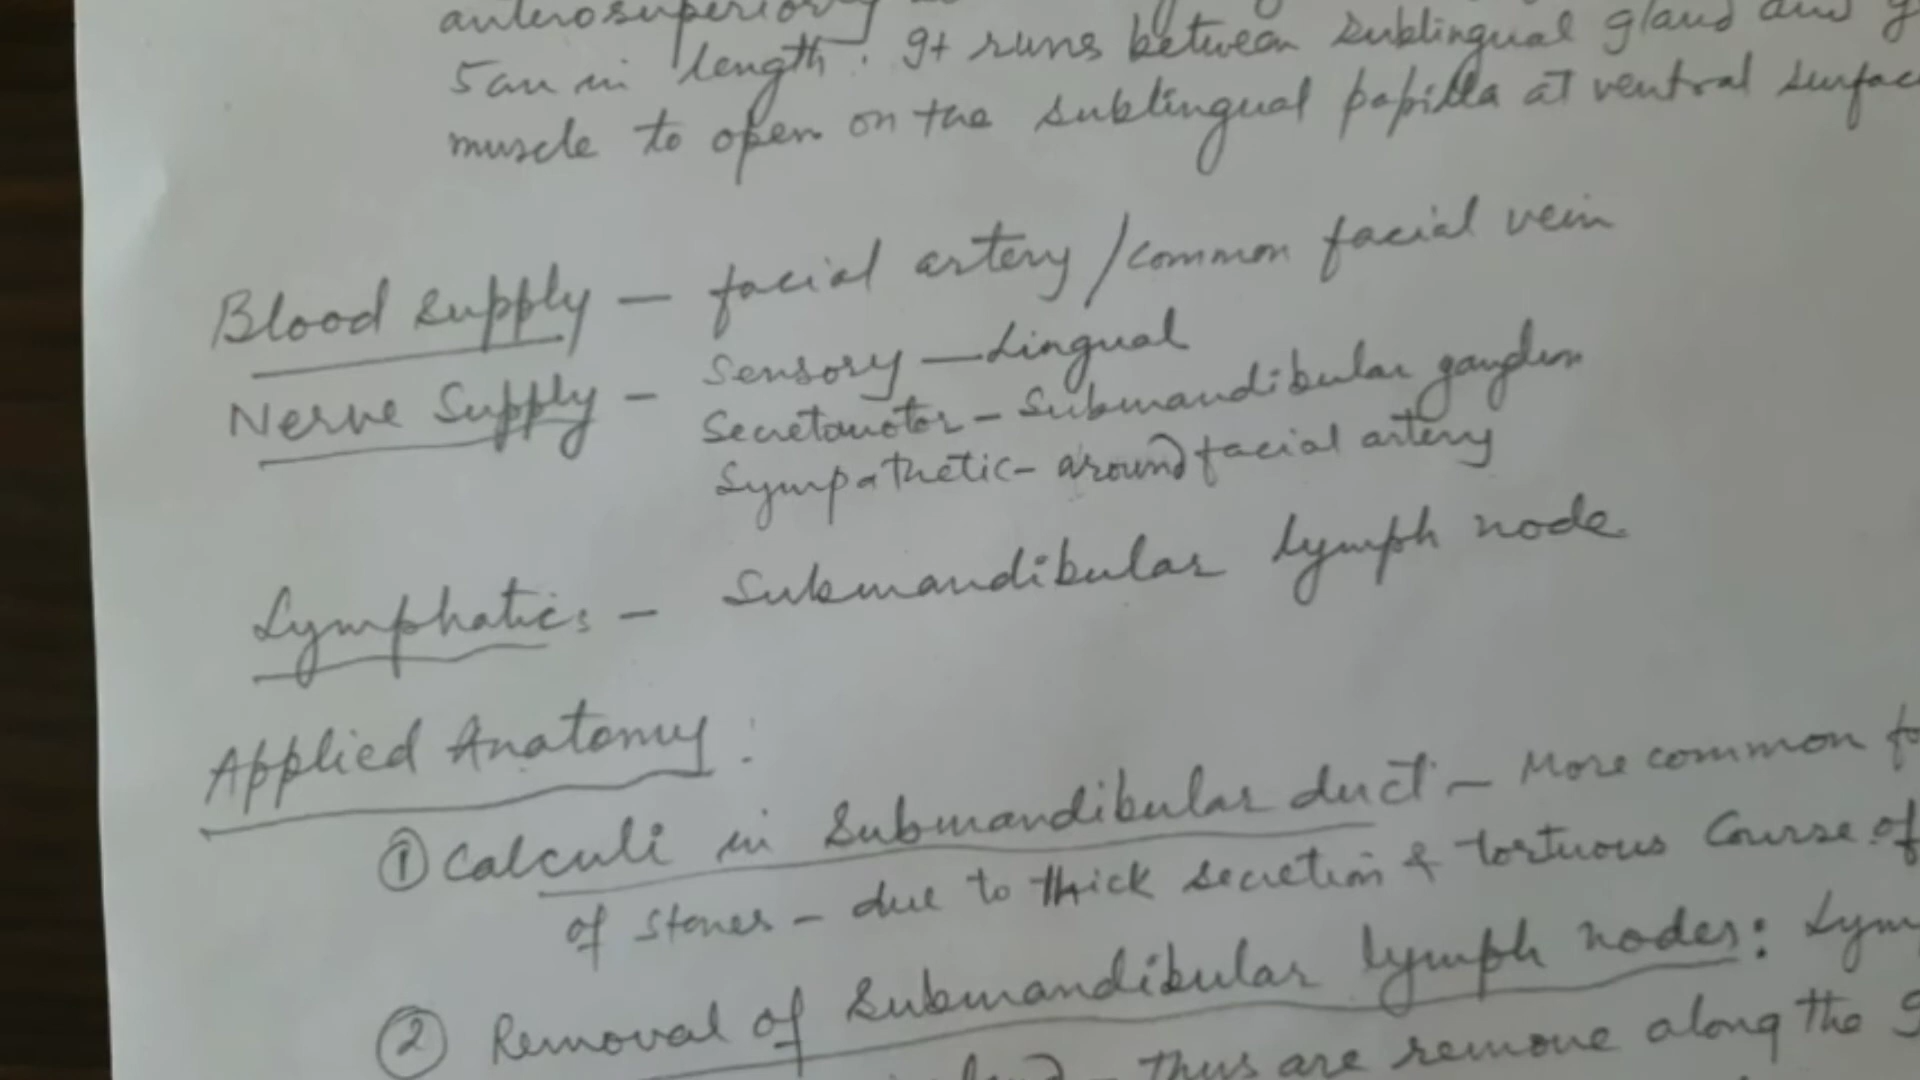 anterosuperiorly
5cm in length. It runs between sublingual gland and
muscle to open on the sublingual papilla at ventral surfac
Blood Supply - facial artery / common facial vein
Nerve Supply - Sensory - Lingual
Secretomotor - Submandibular ganglion
Sympathetic - around facial artery
Lymphatics - Submandibular lymph node
Applied Anatomy:
① Calculi in Submandibular duct - More common fo
of stones - due to thick secretion & tortuous Course of
② Removal of Submandibular lymph nodes: Lym
thus are remove along the